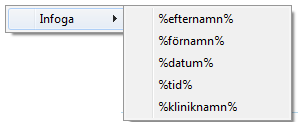 Infoga
%efternamn%
%förnamn%
%datum%
%tid%
%kliniknamn%